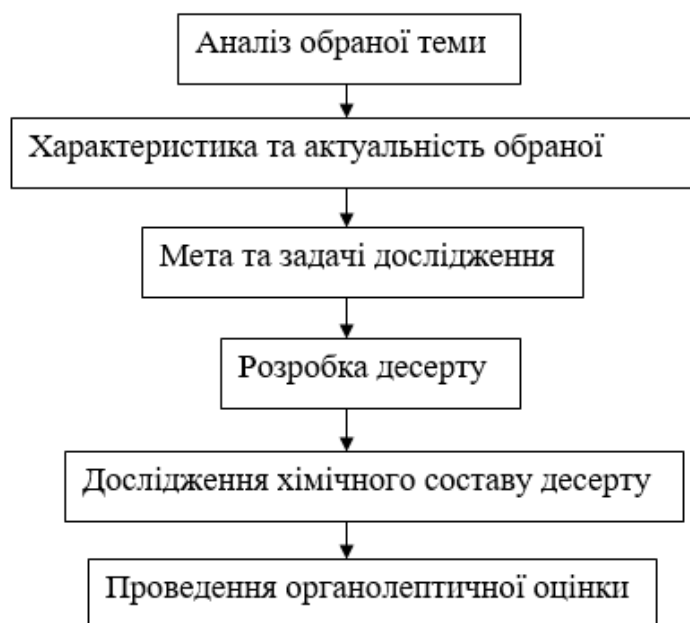 Аналіз обраної теми
Характеристика та актуальність обраної
Мета та задачі дослідження
Розробка десерту
Дослідження хімічного составу десерту
Проведення органолептичної оцінки